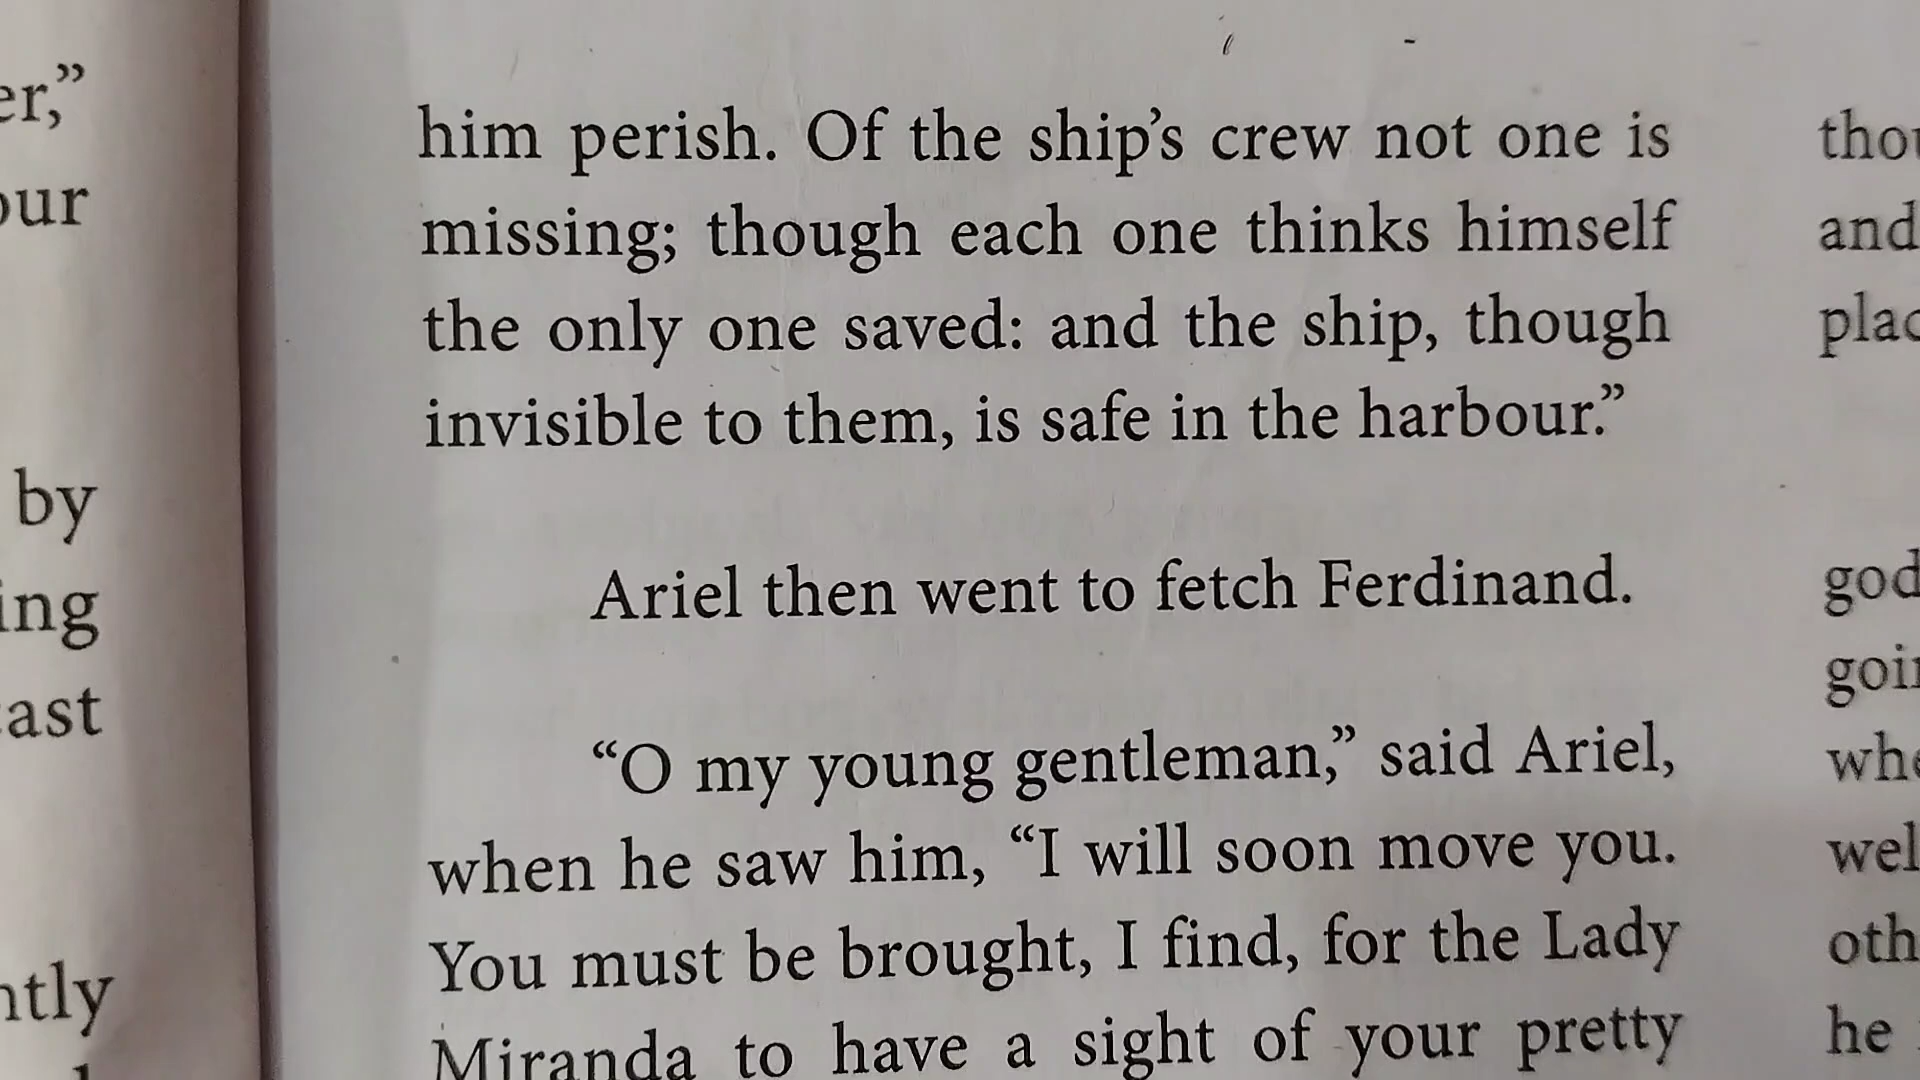 him perish. Of the ship’s crew not one is
missing; though each one thinks himself
the only one saved: and the ship, though
invisible to them, is safe in the harbour.”
Ariel then went to fetch Ferdinand.
“O my young gentleman,” said Ariel,
when he saw him, “I will soon move you.
You must be brought, I find, for the Lady
Miranda to have a sight of your pretty
by
and
he